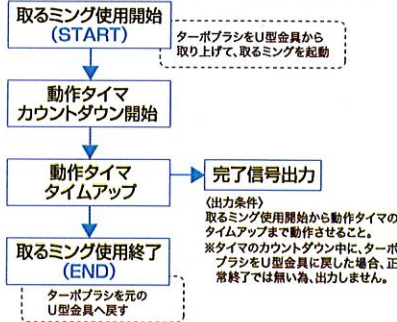 取るミング使用開始
(START)
ターボブラシをU型金具から
取り上げて、取るミングを起動
動作タイマ
カウントダウン開始
動作タイマ
タイムアップ
完了信号出力
〈出力条件〉
取るミング使用開始から動作タイマの
タイムアップまで動作させること。
※タイマのカウントダウン中に、ターボ
ブラシをU型金具に戻した場合、正
常終了では無い為、出力しません。
取るミング使用終了
(END)
ターボブラシを元の
U型金具へ戻す